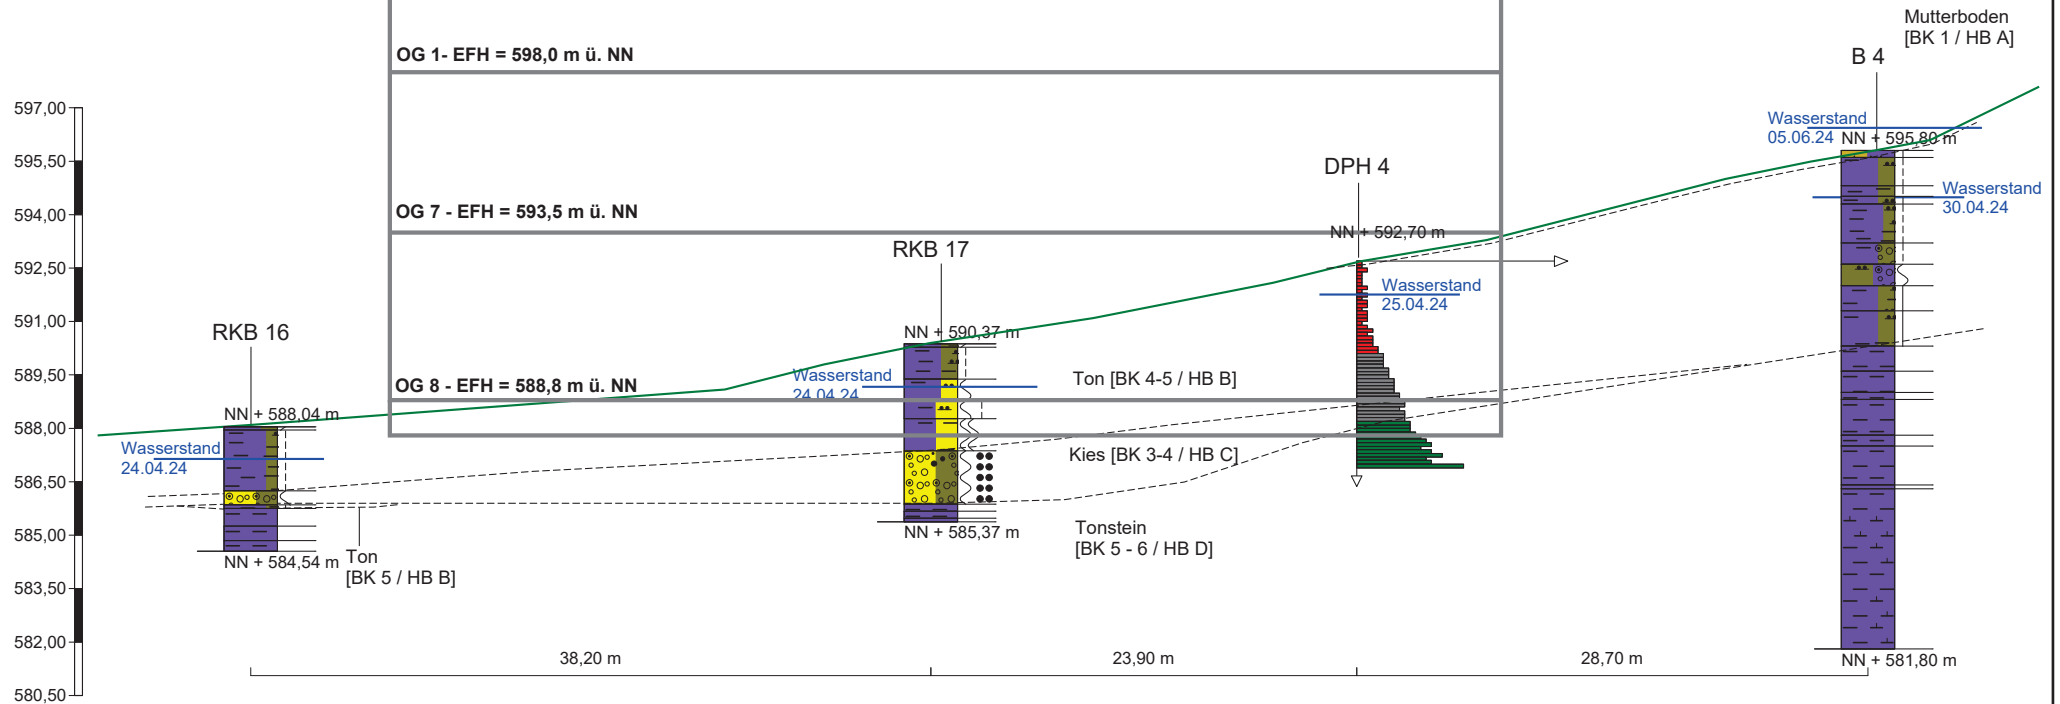 Mutterboden
[BK 1 / HB A]
OG 1- EFH = 598,0 m ü. NN
B 4
597,00
Wasserstand
05.06.24
NN + 595,80 m
595,50
DPH 4
Wasserstand
30.04.24
594,00
OG 7 - EFH = 593,5 m ü. NN
NN + 592,70 m
RKB 17
592,50
Wasserstand
25.04.24
591,00
RKB 16
NN + 590,37 m
589,50
Wasserstand
24.04.24
Ton [BK 4-5 / HB B]
OG 8 - EFH = 588,8 m ü. NN
NN + 588,04 m
588,00
Wasserstand
24.04.24
Kies [BK 3-4 / HB C]
586,50
585,00
NN + 585,37 m
Tonstein
[BK 5 - 6 / HB D]
NN + 584,54 m
Ton
[BK 5 / HB B]
583,50
582,00
38,20 m
23,90 m
28,70 m
NN + 581,80 m
580,50